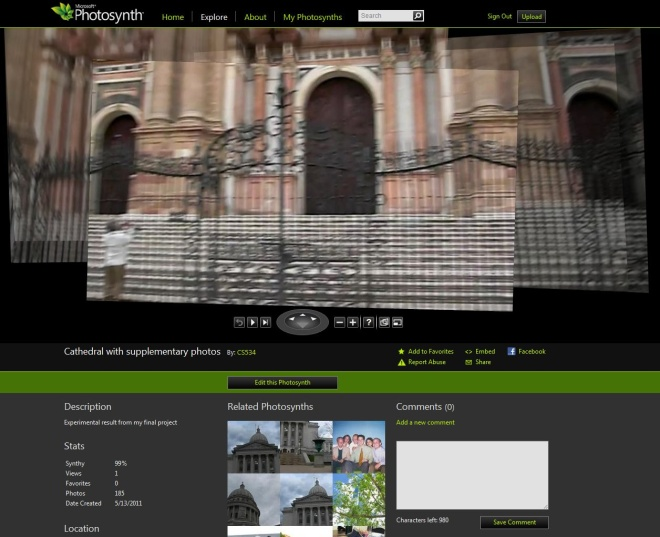 Microsoft
Photosynth
Home
Explore
About
My Photosynths
Search
Sign Out
Upload
?
Cathedral with supplementary photos
By: CS534
Add to Favorites
<> Embed
Facebook
Report Abuse
Share
Edit this Photosynth
Description
Experimental result from my final project
Stats
Synthy 99%
Views 1
Favorites 0
Photos 185
Date Created 5/13/2011
Location
Related Photosynths
Comments (0)
Add a new comment
Characters left: 980
Save Comment